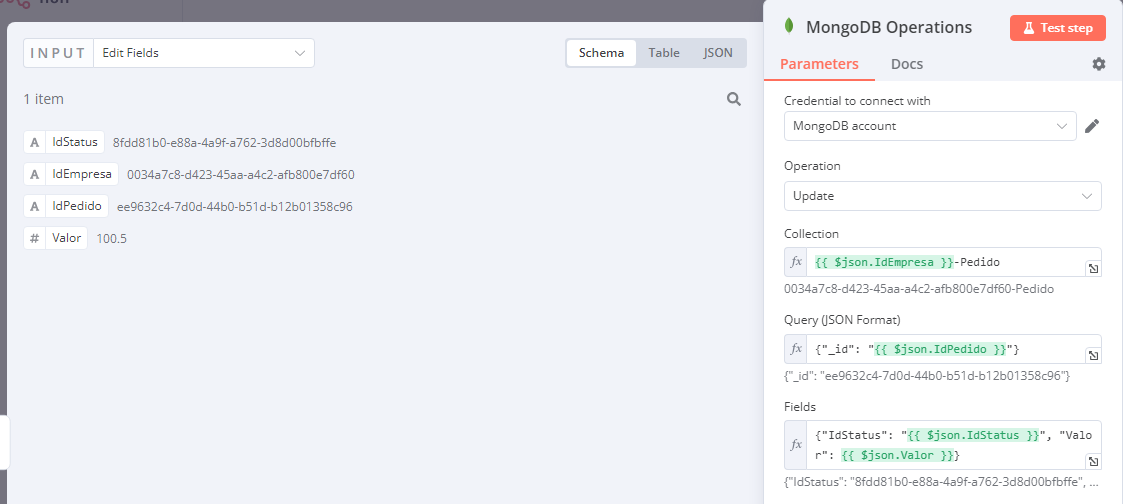 INPUT Edit Fields
Schema Table JSON
1 item
A IdStatus 8fdd81b0-e88a-4a9f-a762-3d8d00bfbffe
A IdEmpresa 0034a7c8-d423-45aa-a4c2-afb800e7df60
A IdPedido ee9632c4-7d0d-44b0-b51d-b12b01358c96
# Valor 100.5
MongoDB Operations
Test step
Parameters Docs
Credential to connect with
MongoDB account
Operation
Update
Collection
fx {{ $json.IdEmpresa }}-Pedido
0034a7c8-d423-45aa-a4c2-afb800e7df60-Pedido
Query (JSON Format)
fx {"_id": "{{ $json.IdPedido }}"}
{"_id": "ee9632c4-7d0d-44b0-b51d-b12b01358c96"}
Fields
fx {"IdStatus": "{{ $json.IdStatus }}", "Valo
r": {{ $json.Valor }}}
{"IdStatus": "8fdd81b0-e88a-4a9f-a762-3d8d00bfbffe", ...